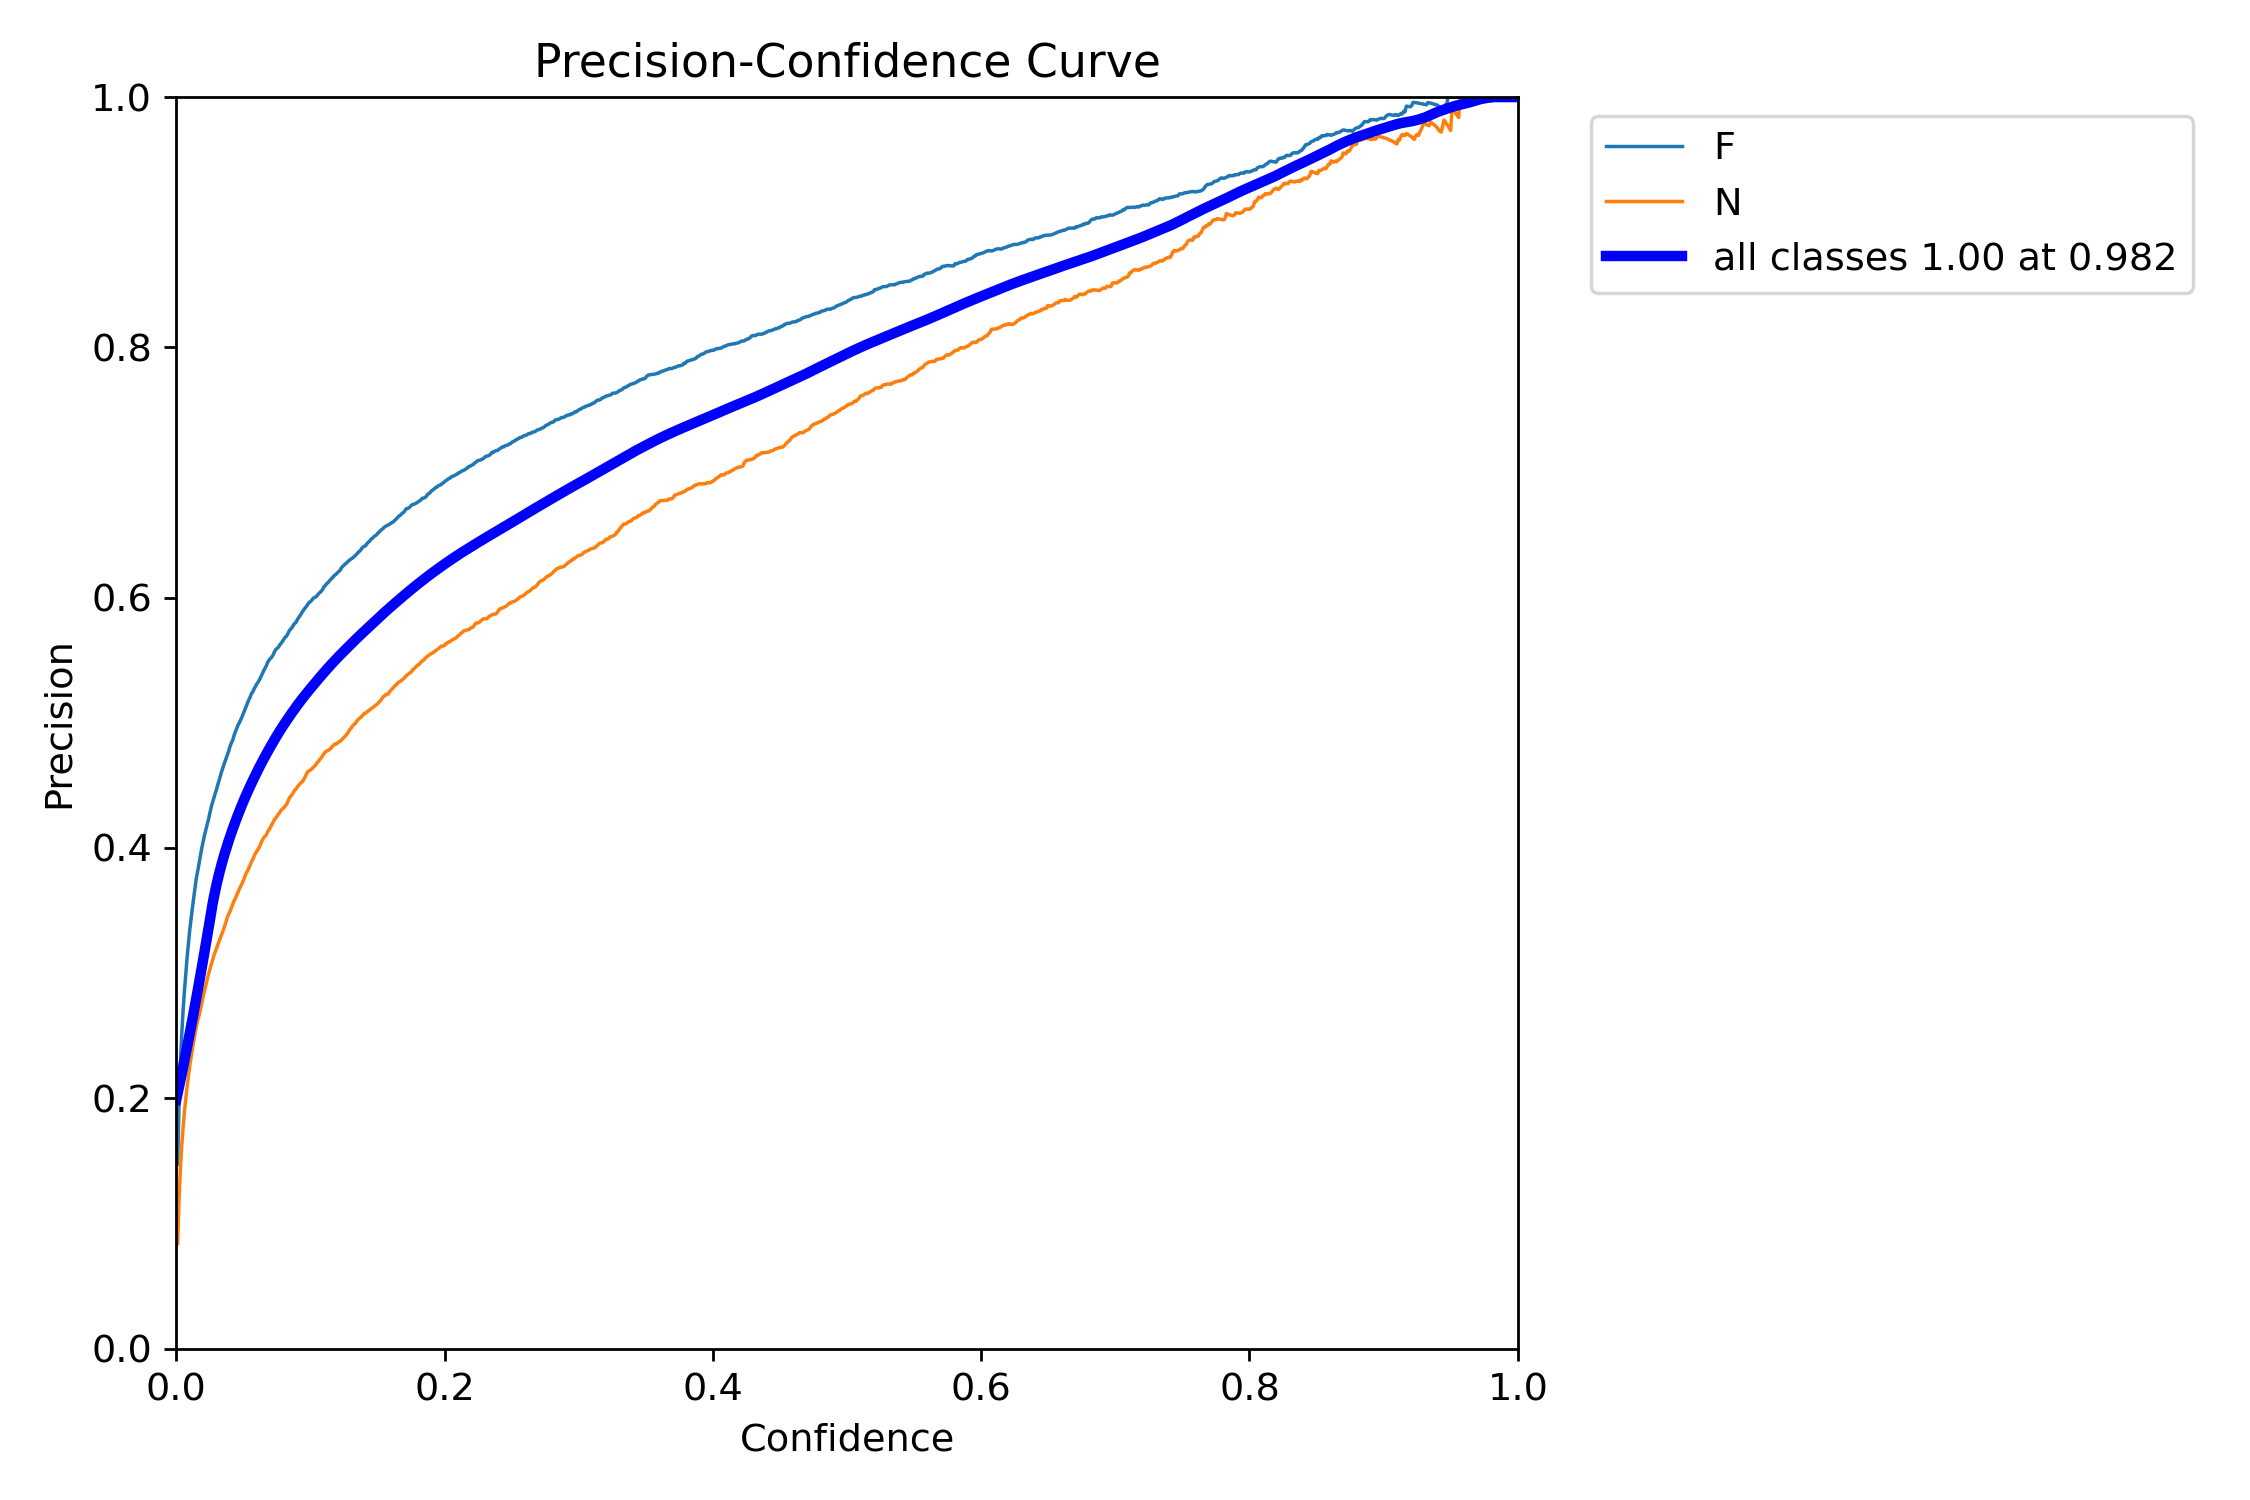 Precision-Confidence Curve
1.0
0.8
0.6
0.4
0.2
0.0
Precision
0.0 0.2 0.4 0.6 0.8 1.0
Confidence
F
N
all classes 1.00 at 0.982